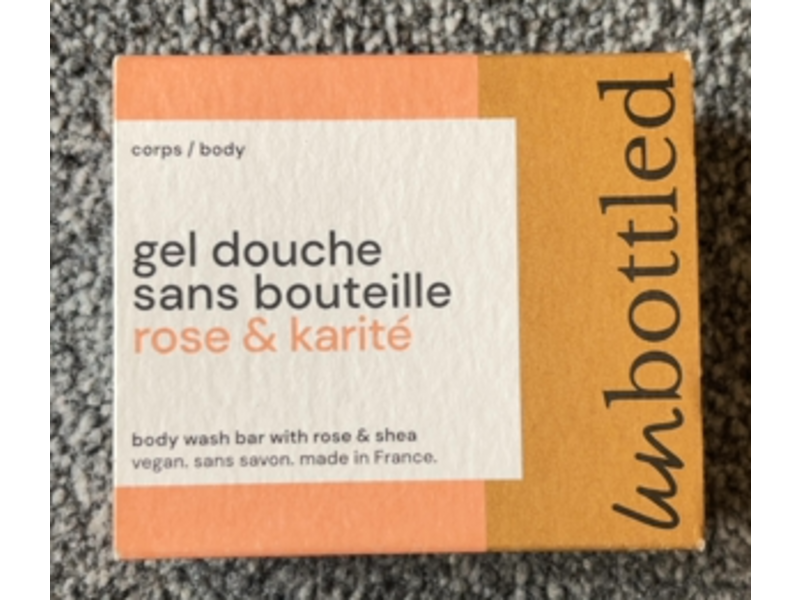 corps / body
gel douche
sans bouteille
rose & karité
body wash bar with rose & shea
vegan. sans savon. made in France.
unbottled